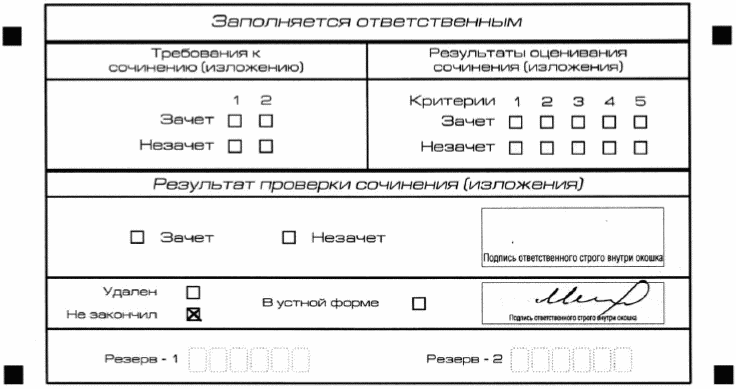 Заполняется ответственным
Требования к сочинению (изложению)
Результаты оценивания сочинения (изложения)
1 2
Зачет
Незачет
Критерии 1 2 3 4 5
Зачет
Незачет
Результат проверки сочинения (изложения)
Зачет Незачет
Подпись ответственного строго внутри окошка
Удален
Не закончил
В устной форме
Подпись ответственного строго внутри окошка
Резерв - 1 Резерв - 2